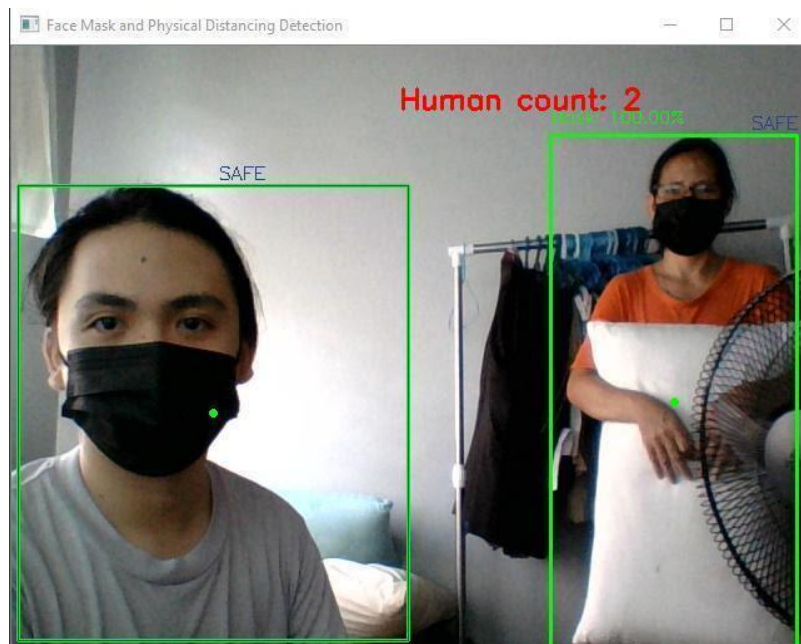 Face Mask and Physical Distancing Detection
Human count: 2
Mask: 100.00%
SAFE
SAFE